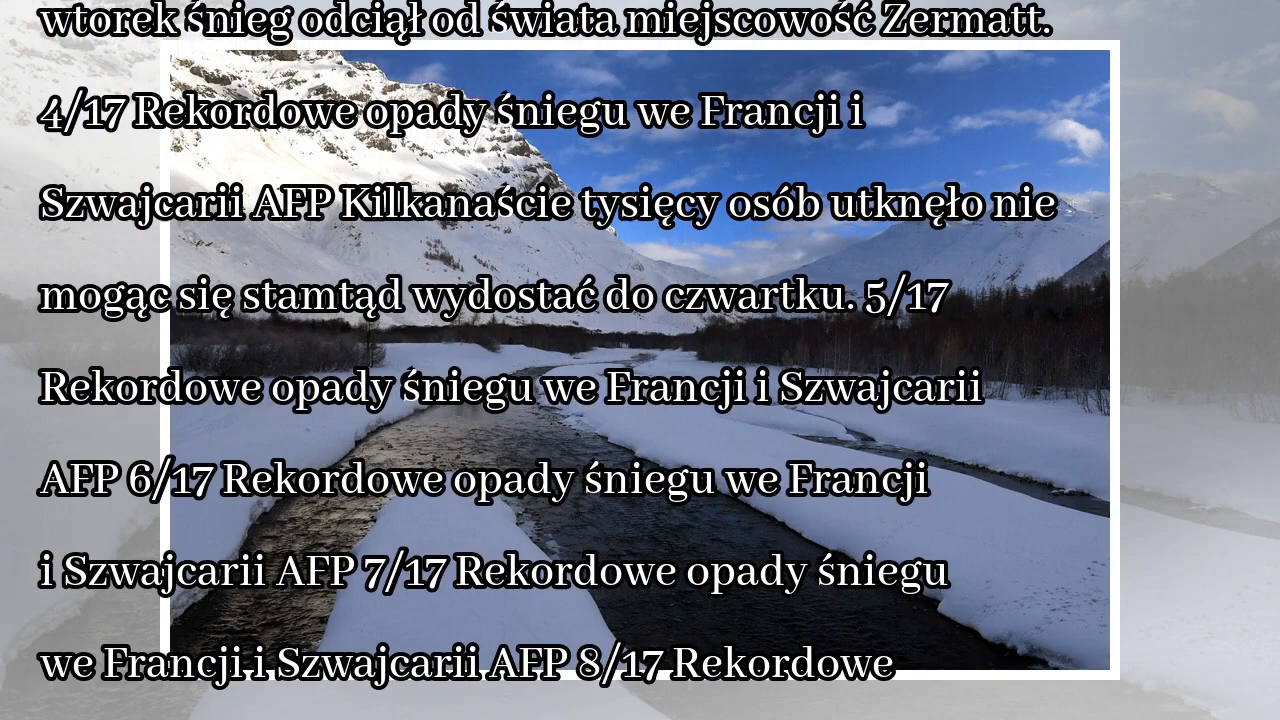 wtorek śnieg odciął od świata miejscowość Zermatt.
4/17 Rekordowe opady śniegu we Francji i
Szwajcarii AFP Kilkanaście tysięcy osób utknęło nie
mogąc się stamtąd wydostać do czwartku. 5/17
Rekordowe opady śniegu we Francji i Szwajcarii
AFP 6/17 Rekordowe opady śniegu we Francji
i Szwajcarii AFP 7/17 Rekordowe opady śniegu
we Francji i Szwajcarii AFP 8/17 Rekordowe